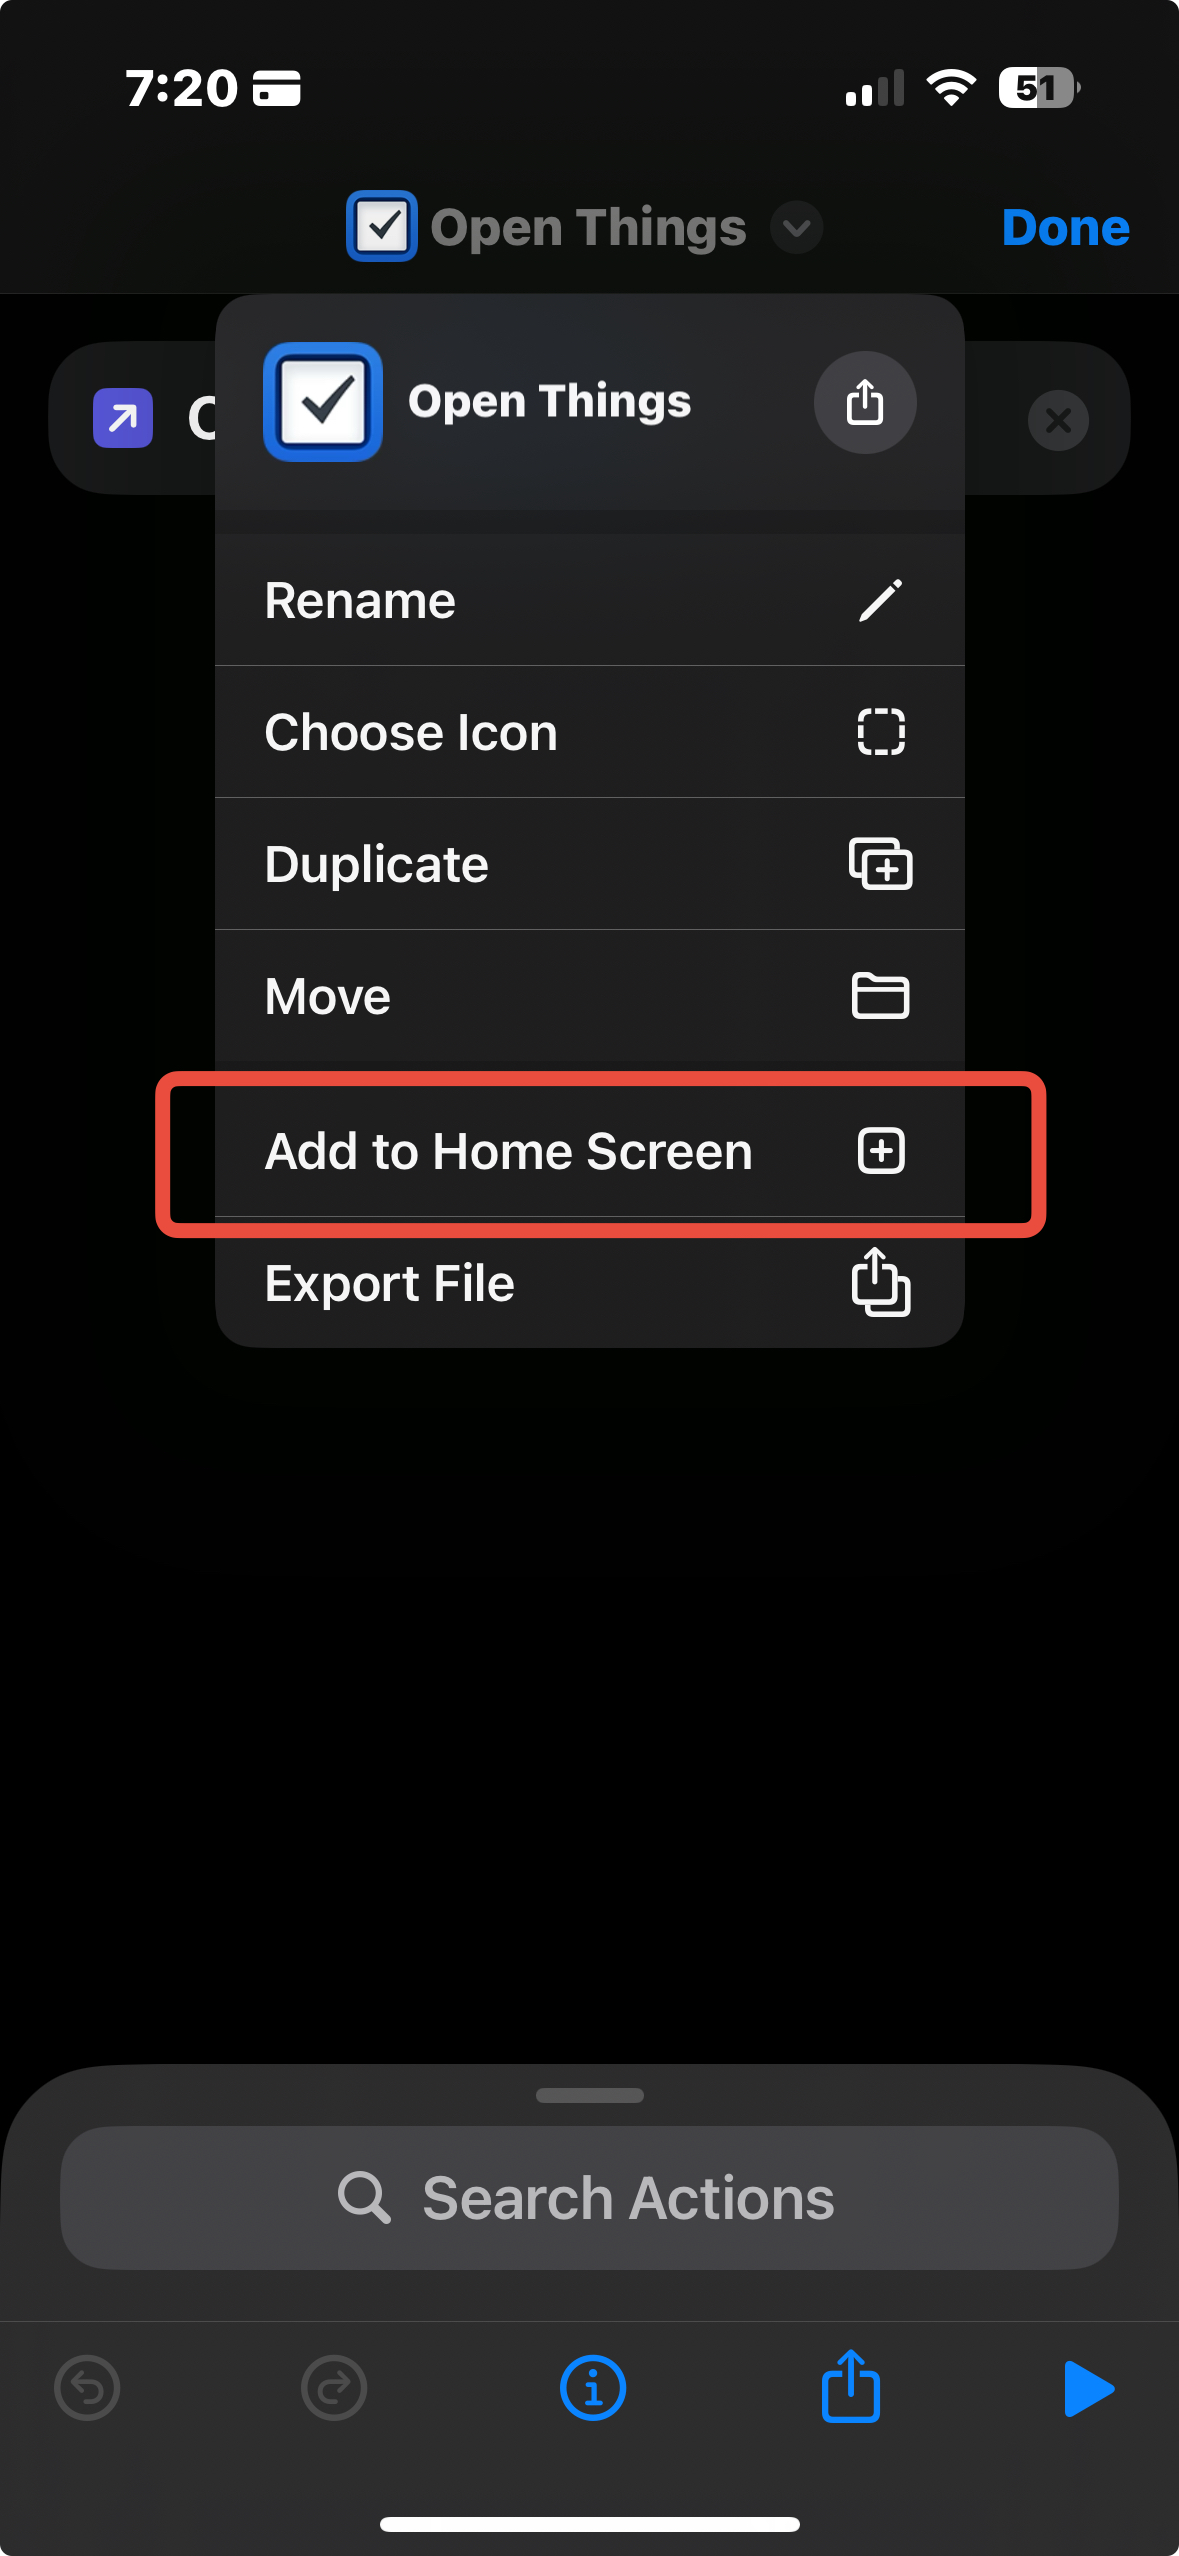 7:20
51
Open Things
Done
Open Things
Rename
Choose Icon
Duplicate
Move
Add to Home Screen
Export File
Search Actions